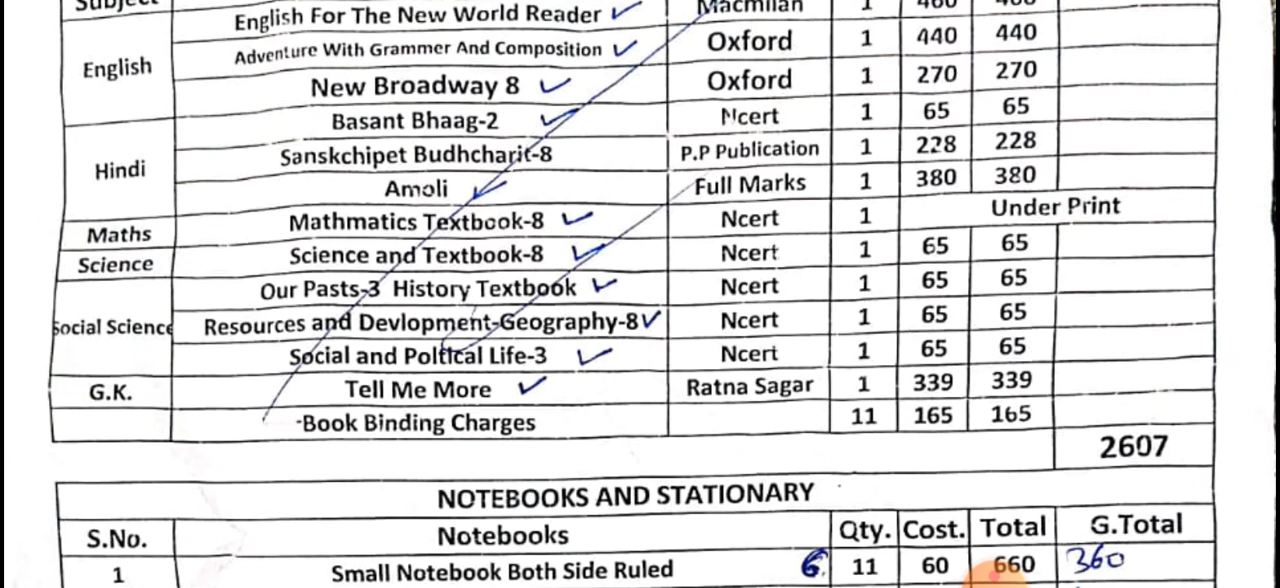 Subject
English For The New World Reader Macmilan 1 460 460
English
Adventure With Grammer And Composition Oxford 1 440 440
New Broadway 8 Oxford 1 270 270
Basant Bhaag-2 Ncert 1 65 65
Hindi
Sanskchipet Budhcharit-8 P.P Publication 1 228 228
Amoli Full Marks 1 380 380
Maths Mathmatics Textbook-8 Ncert 1 Under Print
Science Science and Textbook-8 Ncert 1 65 65
Our Pasts-3 History Textbook Ncert 1 65 65
Social Science Resources and Devlopment-Geography-8 Ncert 1 65 65
Social and Poltical Life-3 Ncert 1 65 65
G.K. Tell Me More Ratna Sagar 1 339 339
-Book Binding Charges 11 165 165
2607
NOTEBOOKS AND STATIONARY
S.No. Notebooks Qty. Cost. Total G.Total
1 Small Notebook Both Side Ruled 6 11 60 660 360